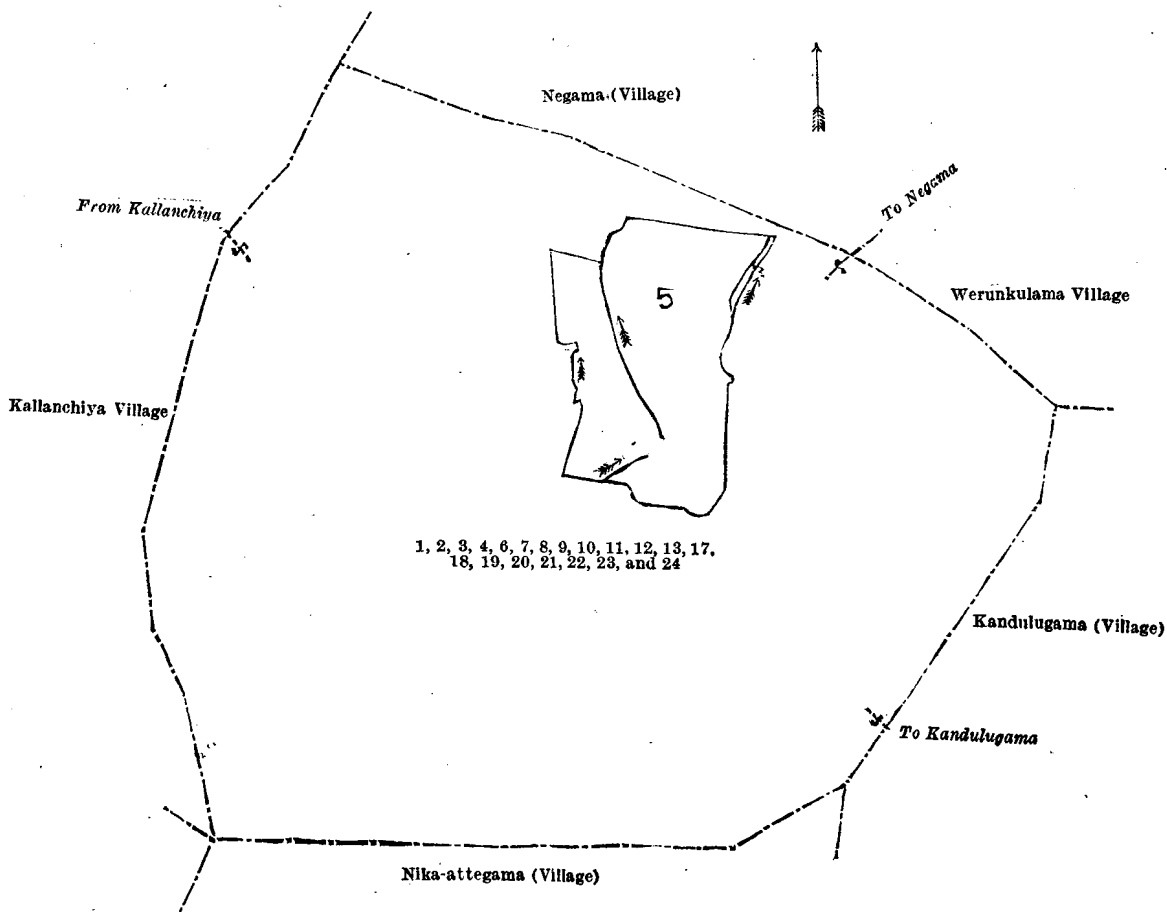 Negama (Village)
From Kallanchiya
To Negama
Werunkulama Village
5
Kallanchiya Village
1, 2, 3, 4, 6, 7, 8, 9, 10, 11, 12, 13, 17,
18, 19, 20, 21, 22, 23, and 24
Kandulugama (Village)
To Kandulugama
Nika-attegama (Village)